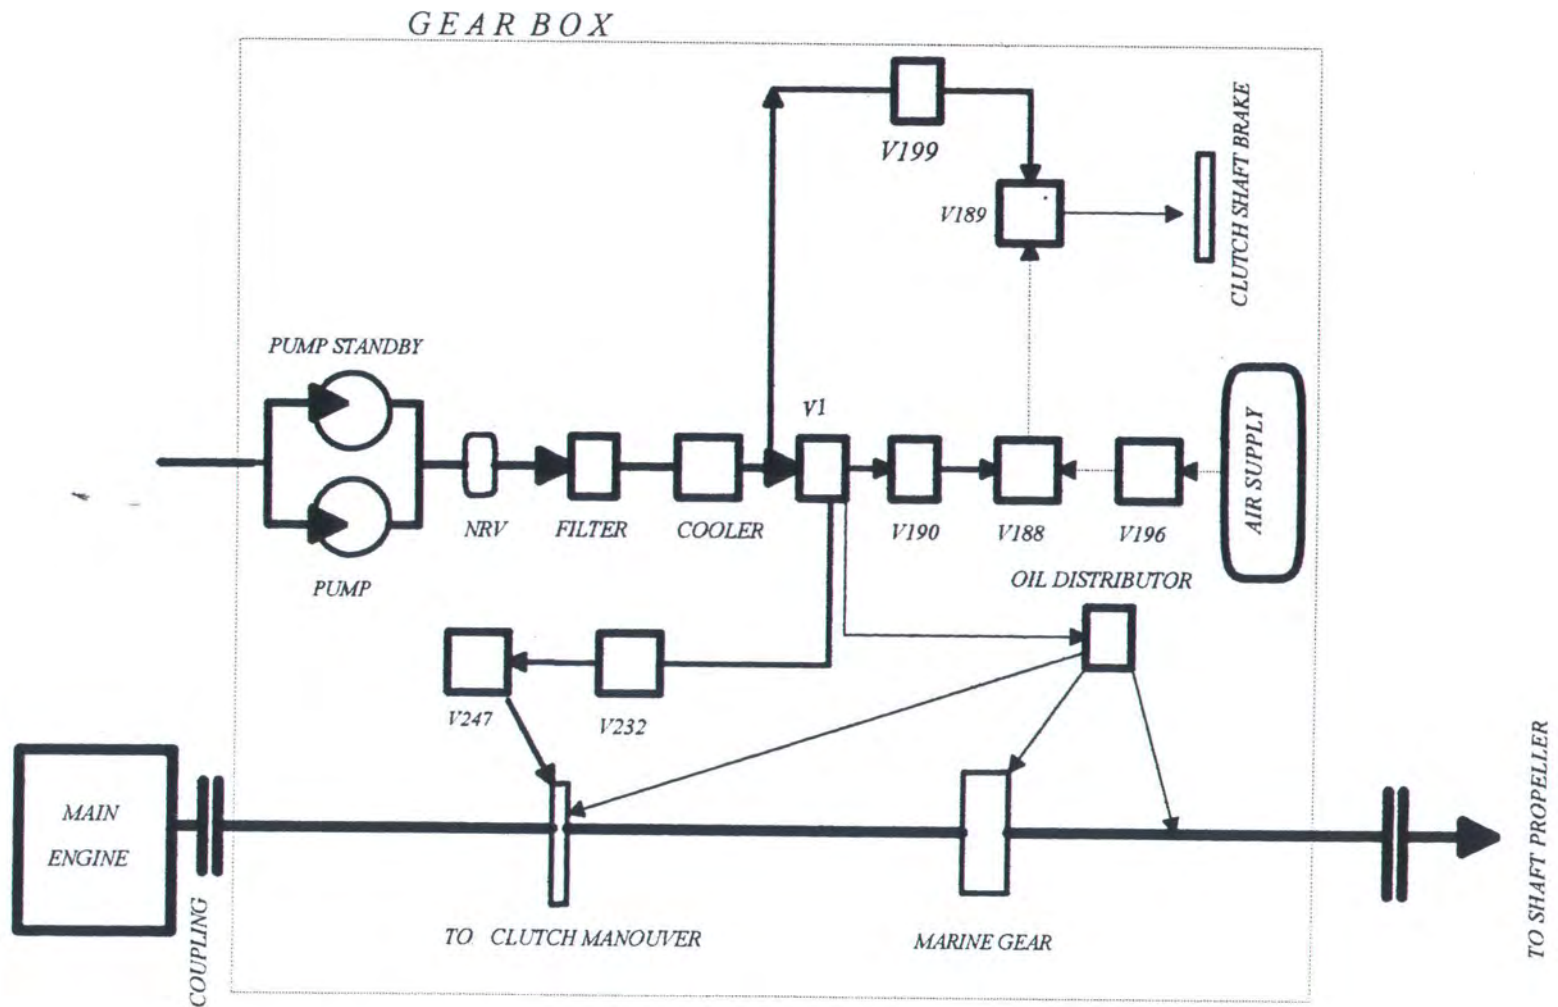 GEAR BOX
V199
V189
CLUTCH SHAFT BRAKE
PUMP STANDBY
V1
AIR SUPPLY
NRV
FILTER
COOLER
V190
V188
V196
PUMP
OIL DISTRIBUTOR
V247
V232
MAIN
ENGINE
COUPLING
TO CLUTCH MANOUVER
MARINE GEAR
TO SHAFT PROPELLER